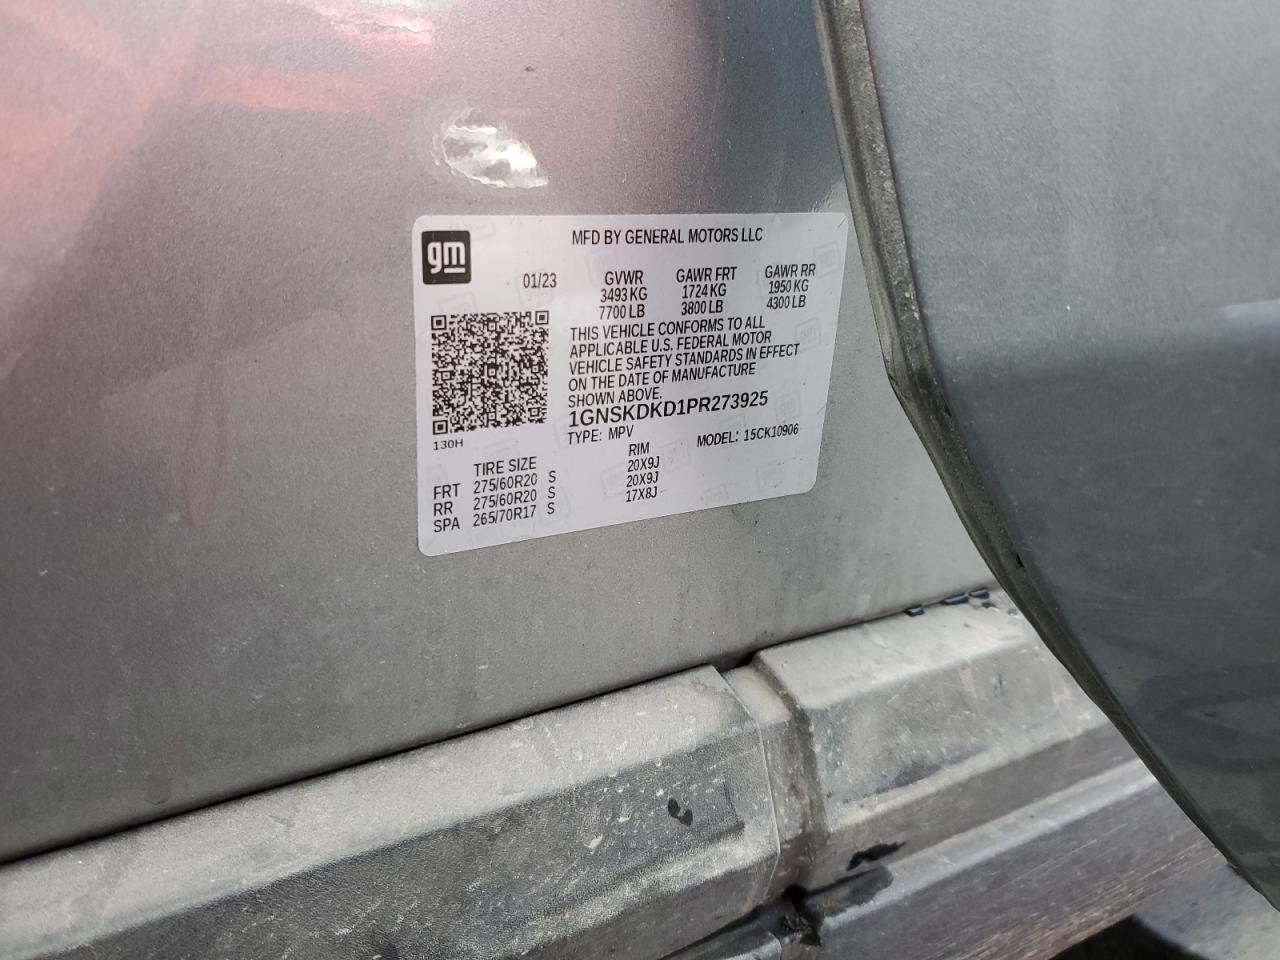 gm
MFD BY GENERAL MOTORS LLC
01/23 GVWR GAWR FRT GAWR RR
3493 KG 1724 KG 1950 KG
7700 LB 3800 LB 4300 LB
THIS VEHICLE CONFORMS TO ALL
APPLICABLE U.S. FEDERAL MOTOR
VEHICLE SAFETY STANDARDS IN EFFECT
ON THE DATE OF MANUFACTURE
SHOWN ABOVE.
1GNSKDKD1PR273925
130H
TYPE: MPV MODEL: 15CK10906
TIRE SIZE RIM
FRT 275/60R20 S 20X9J
RR 275/60R20 S 20X9J
SPA 265/70R17 S 17X8J